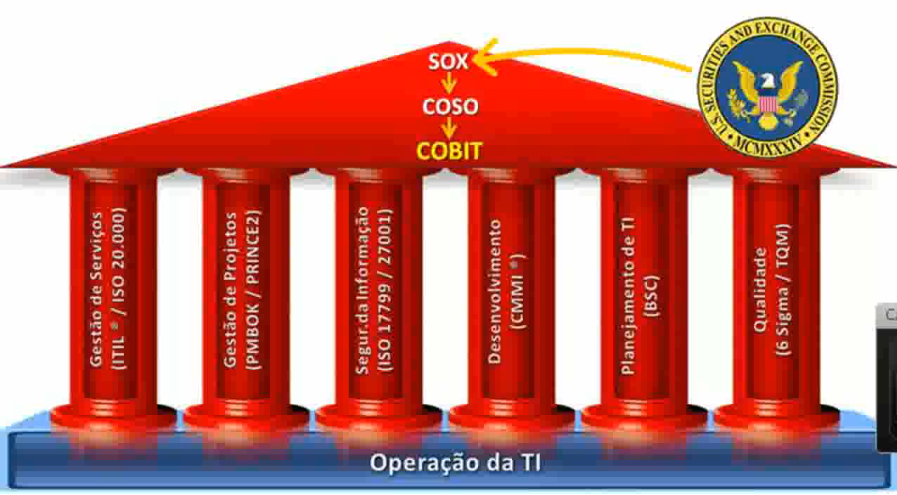 SOX
COSO
COBIT
U.S. SECURITIES AND EXCHANGE COMMISSION
MCMXXXIV
Gestão de Serviços
(ITIL ® / ISO 20.000)
Gestão de Projetos
(PMBOK / PRINCE2)
Segur.da Informação
(ISO 17799 / 27001)
Desenvolvimento
(CMMI ®)
Planejamento de TI
(BSC)
Qualidade
(6 Sigma / TQM)
Operação da TI